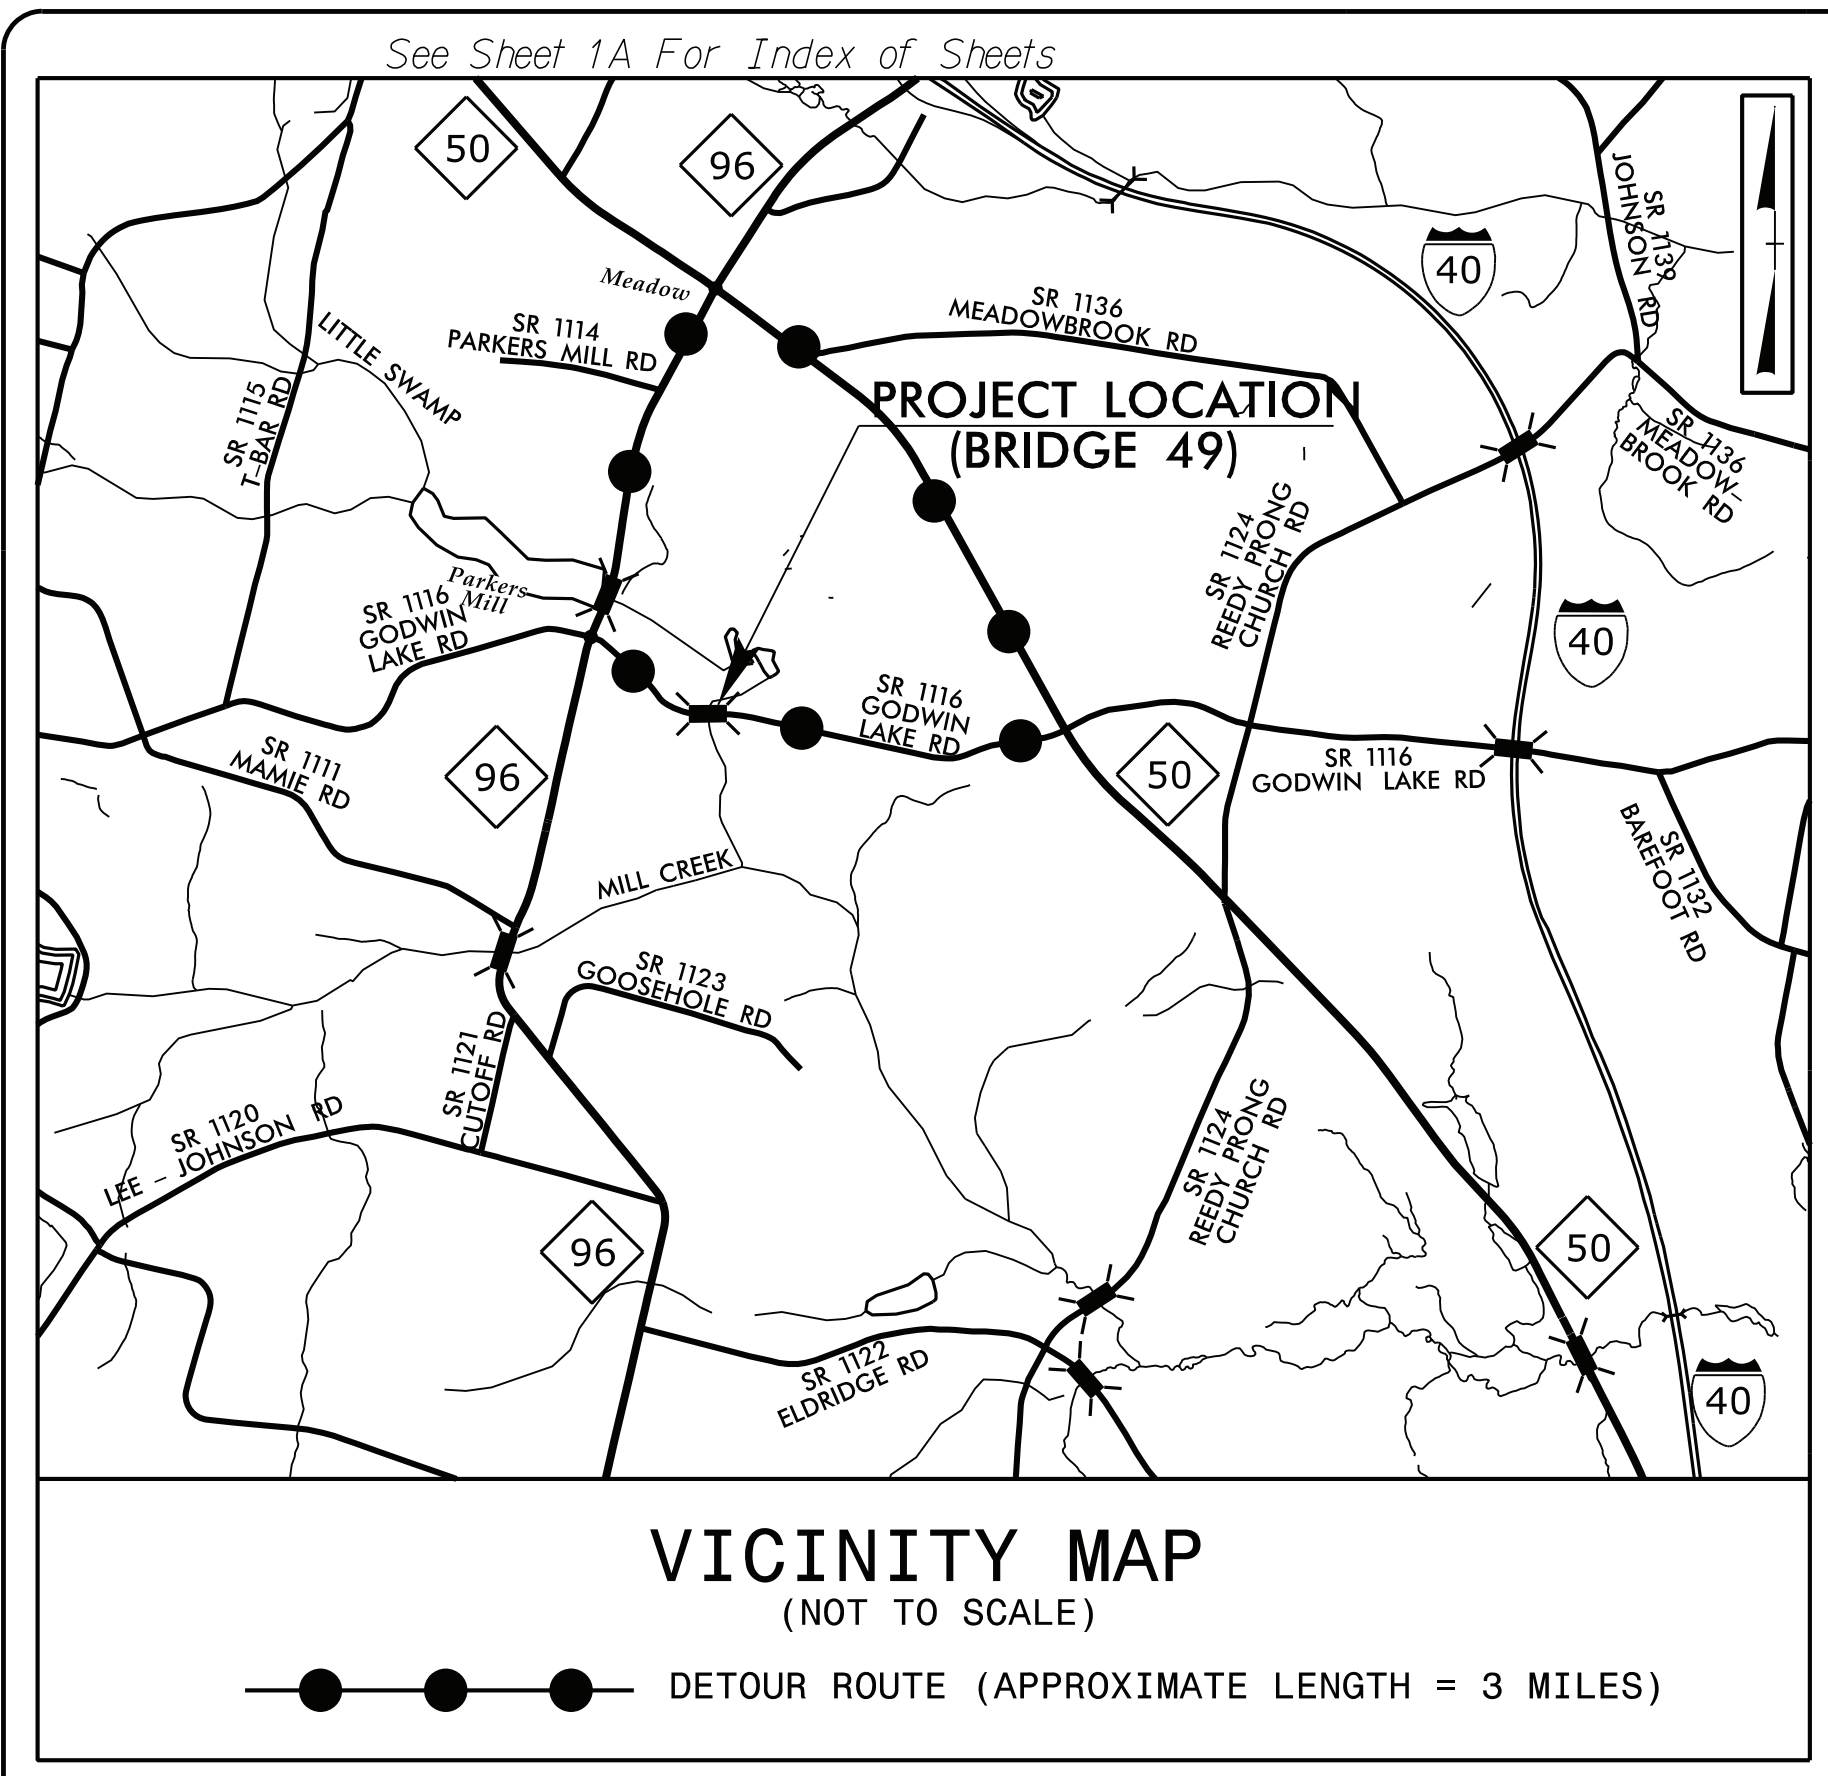 See Sheet 1A For Index of Sheets
50
96
SR 1139
JOHNSON RD
40
Meadow
SR 1136
MEADOWBROOK RD
SR 1114
PARKERS MILL RD
LITTLE SWAMP
SR 1115
T-BAR RD
PROJECT LOCATION
(BRIDGE 49)
SR 1136
MEADOW-
BROOK RD
SR 1124
REEDY PRONG
CHURCH RD
Parkers
Mill
SR 1116
GODWIN
LAKE RD
40
SR 1116
GODWIN
LAKE RD
SR 1111
MAMIE RD
96
50
SR 1116
GODWIN LAKE RD
SR 1132
BAREFOOT RD
MILL CREEK
SR 1123
GOOSEHOLE RD
SR 1121
CUTOFF RD
SR 1120
LEE - JOHNSON RD
SR 1124
REEDY PRONG
CHURCH RD
96
50
SR 1122
ELDRIDGE RD
40
VICINITY MAP
(NOT TO SCALE)
DETOUR ROUTE (APPROXIMATE LENGTH = 3 MILES)